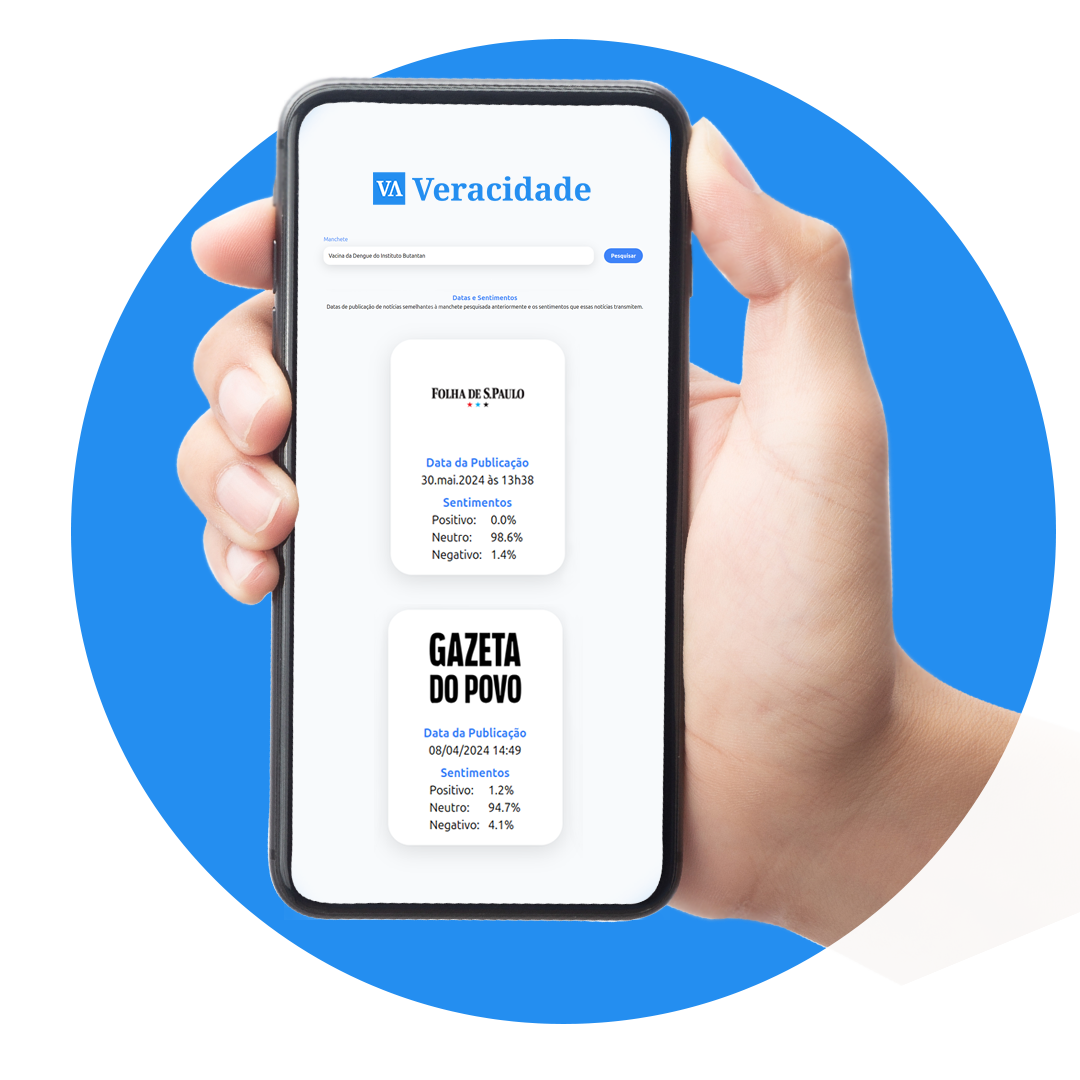 VA Veracidade
Manchete
Vacina da Dengue do Instituto Butantan
Pesquisar
Datas e Sentimentos
Datas de publicação de notícias semelhantes à manchete pesquisada anteriormente e os sentimentos que essas notícias transmitem.
FOLHA DE S.PAULO
Data da Publicação
30.mai.2024 às 13h38
Sentimentos
Positivo: 0.0%
Neutro: 98.6%
Negativo: 1.4%
GAZETA
DO POVO
Data da Publicação
08/04/2024 14:49
Sentimentos
Positivo: 1.2%
Neutro: 94.7%
Negativo: 4.1%